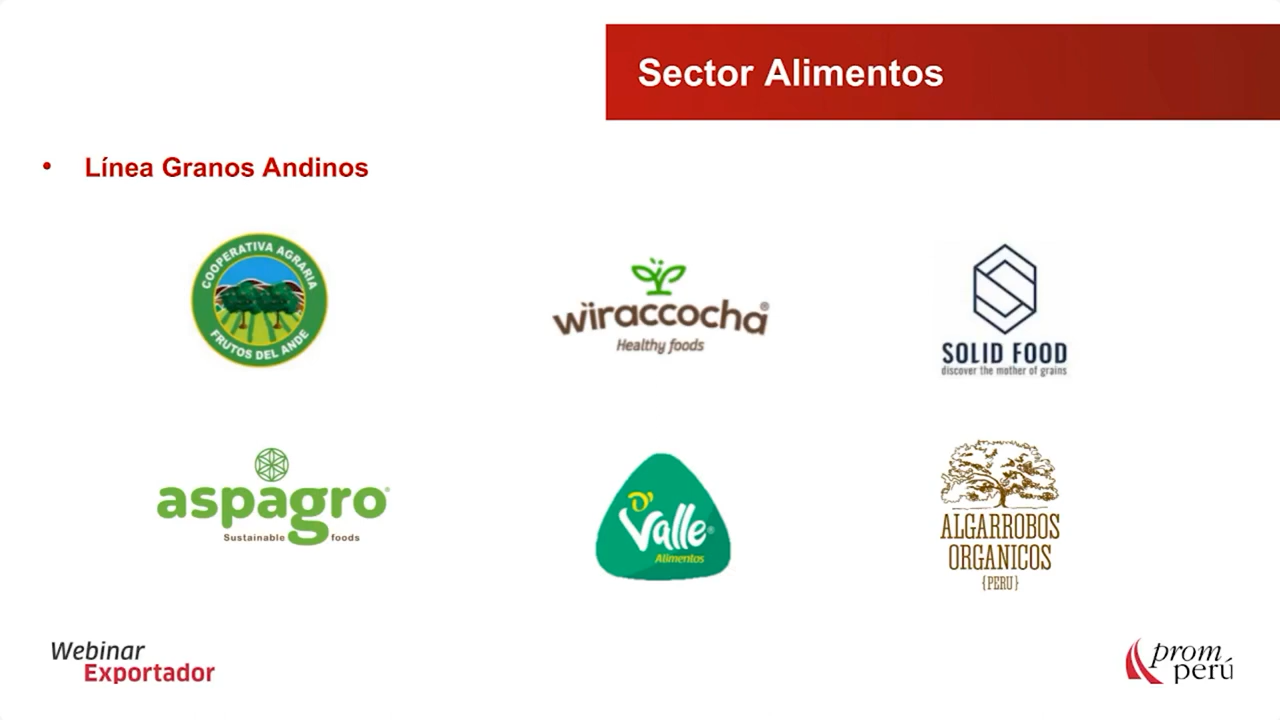 Sector Alimentos
• Línea Granos Andinos
COOPERATIVA AGRARIA
FRUTOS DEL ANDE
wiraccocha®
Healthy foods
SOLID FOOD
discover the mother of grains
aspagro®
Sustainable foods
D'
Valle®
Alimentos
ALGARROBOS
ORGANICOS
{PERU}
Webinar
Exportador
prom
perú